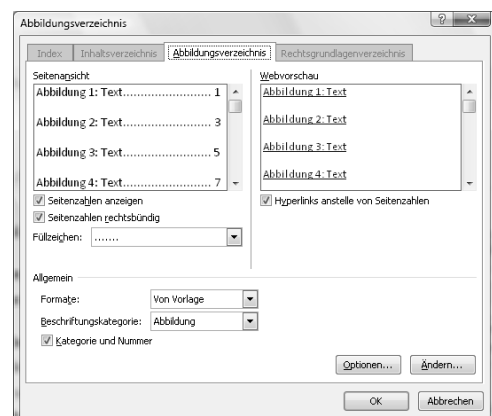 Abbildungsverzeichnis
Index Inhaltsverzeichnis Abbildungsverzeichnis Rechtsgrundlagenverzeichnis
Seitenansicht
Abbildung 1: Text.......................... 1
Abbildung 2: Text.......................... 3
Abbildung 3: Text.......................... 5
Abbildung 4: Text.......................... 7
Seitenzahlen anzeigen
Seitenzahlen rechtsbündig
Füllzeichen: .......
Webvorschau
Abbildung 1: Text
Abbildung 2: Text
Abbildung 3: Text
Abbildung 4: Text
Hyperlinks anstelle von Seitenzahlen
Allgemein
Formate: Von Vorlage
Beschriftungskategorie: Abbildung
Kategorie und Nummer
Optionen... Ändern...
OK Abbrechen